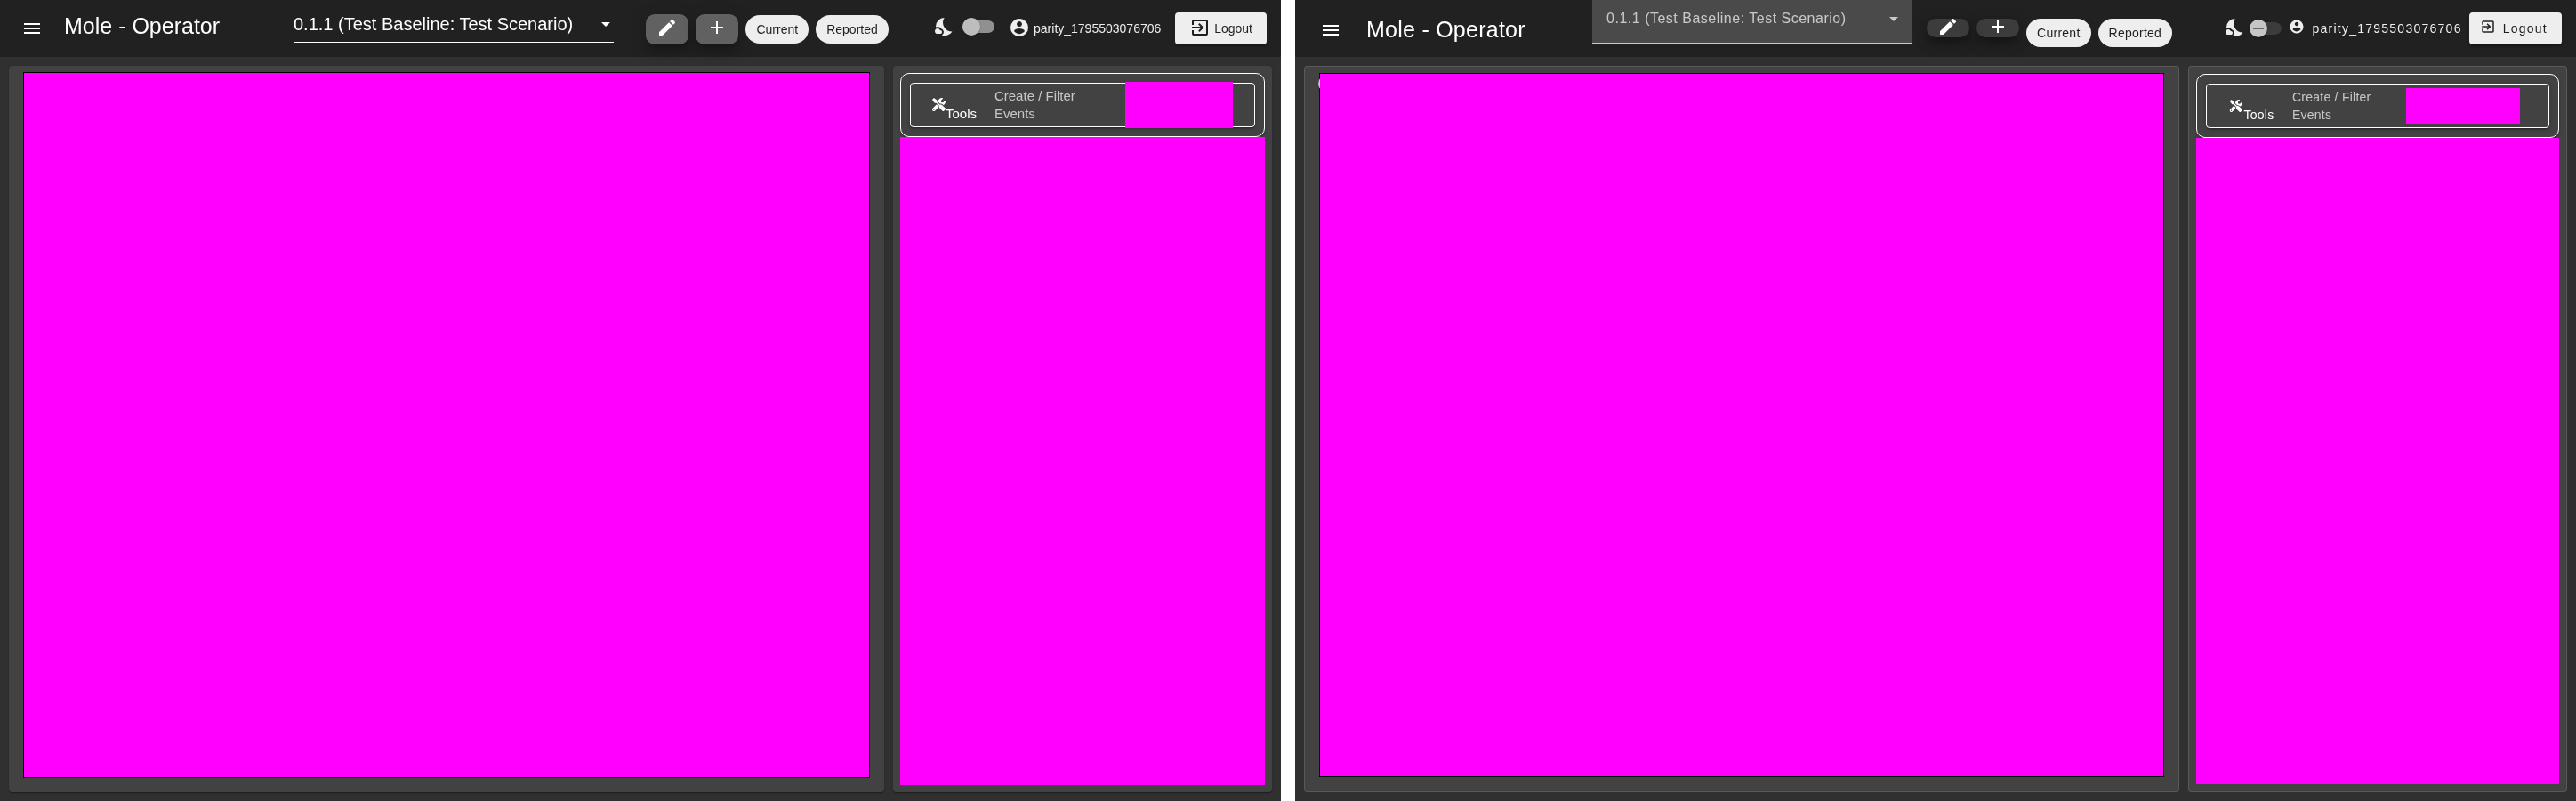 Mole - Operator
0.1.1 (Test Baseline: Test Scenario)
Current
Reported
parity_1795503076706
Logout
Tools
Create / Filter
Events
Mole - Operator
0.1.1 (Test Baseline: Test Scenario)
Current
Reported
parity_1795503076706
Logout
Tools
Create / Filter
Events